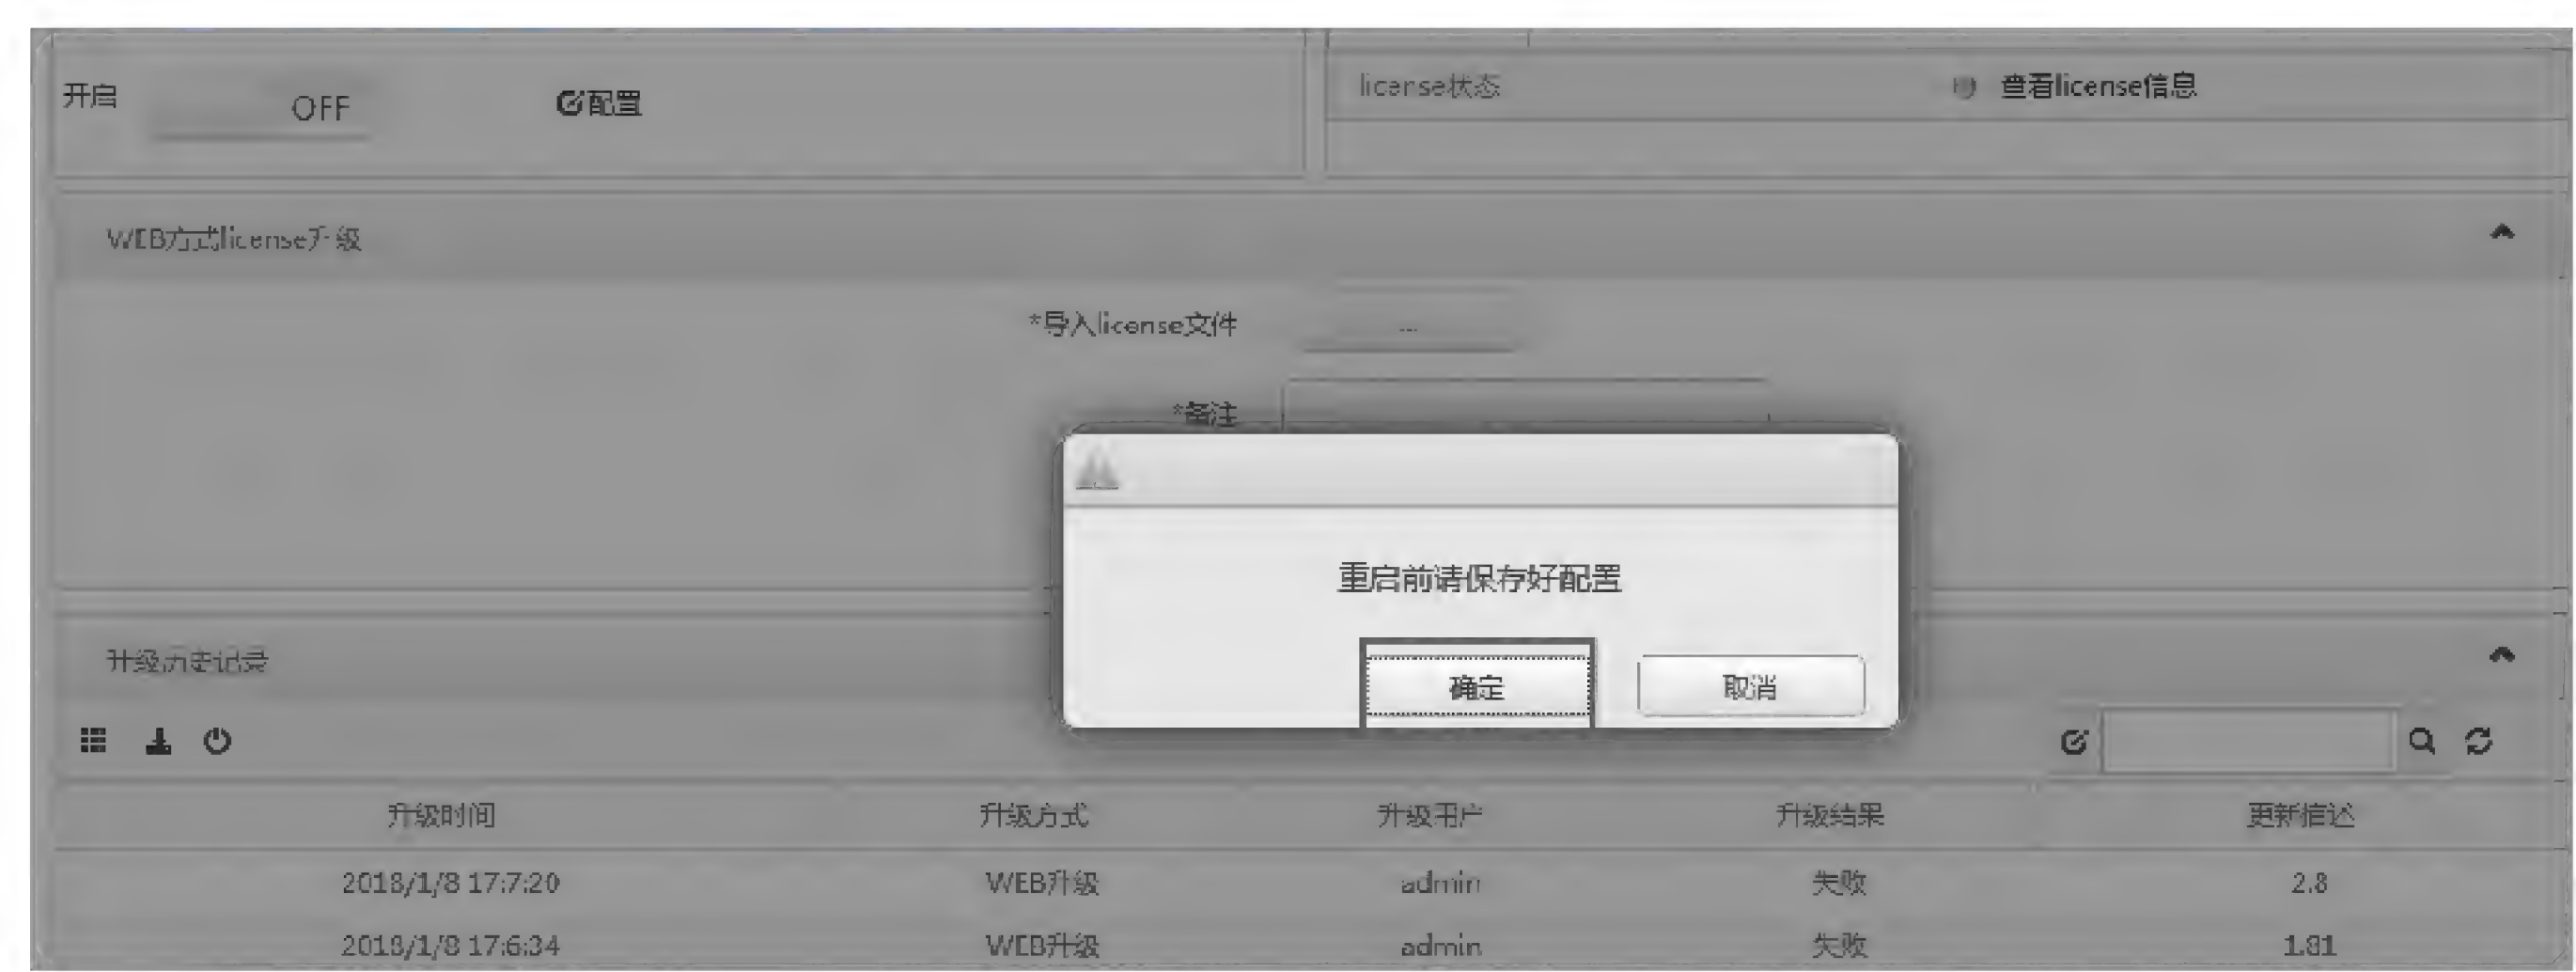 开启 OFF 配置
license状态 查看license信息
WEB方式license升级
*导入license文件 ...
*备注
重启前请保存好配置
确定 取消
升级历史记录
升级时间 升级方式 升级用户 升级结果 更新描述
2018/1/8 17:7:20 WEB升级 admin 失败 2.8
2018/1/8 17:6:34 WEB升级 admin 失败 1.81